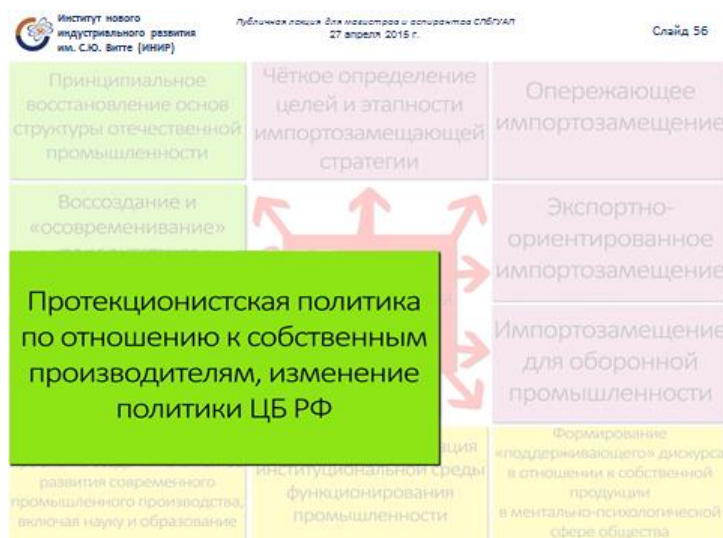 Институт нового
индустриального развития
им. С.Ю. Витте (ИНИР)
Публичная лекция для магистров и аспирантов СПбГУАП
27 апреля 2015 г.
Слайд 56
Принципиальное
восстановление основ
структуры отечественной
промышленности
Чёткое определение
целей и этапности
импортозамещающей
стратегии
Опережающее
импортозамещение
Воссоздание и
«осовременивание»
Экспортно-
ориентированное
импортозамещение
Протекционистская политика
по отношению к собственным
производителям, изменение
политики ЦБ РФ
Импортозамещение
для оборонной
промышленности
развития современного
промышленного производства,
включая науку и образование
институциональной среды
функционирования
промышленности
Формирование
«поддерживающего» дискурса
в отношении к собственной
продукции
в ментально-психологической
сфере общества